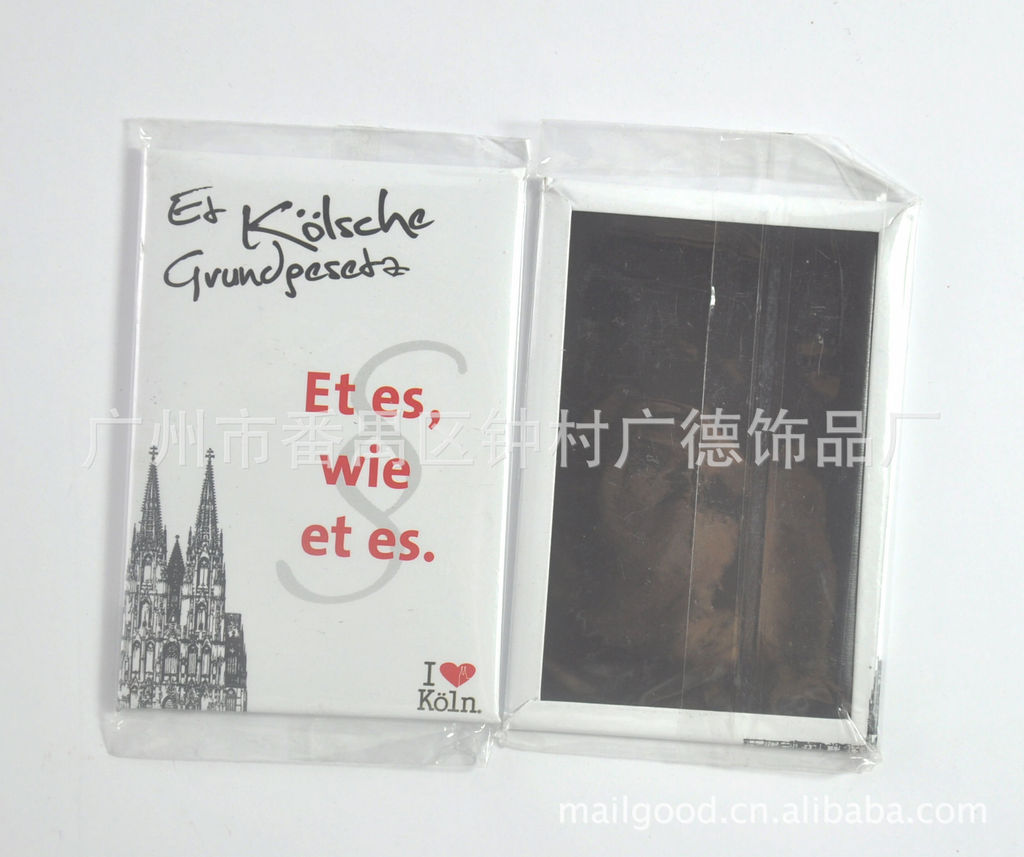 Et Kölsche
Grundgesetz
§
Et es,
wie
et es.
I ♥
Köln.
广州市番禺区钟村广德饰品厂
mailgood.cn.alibaba.com